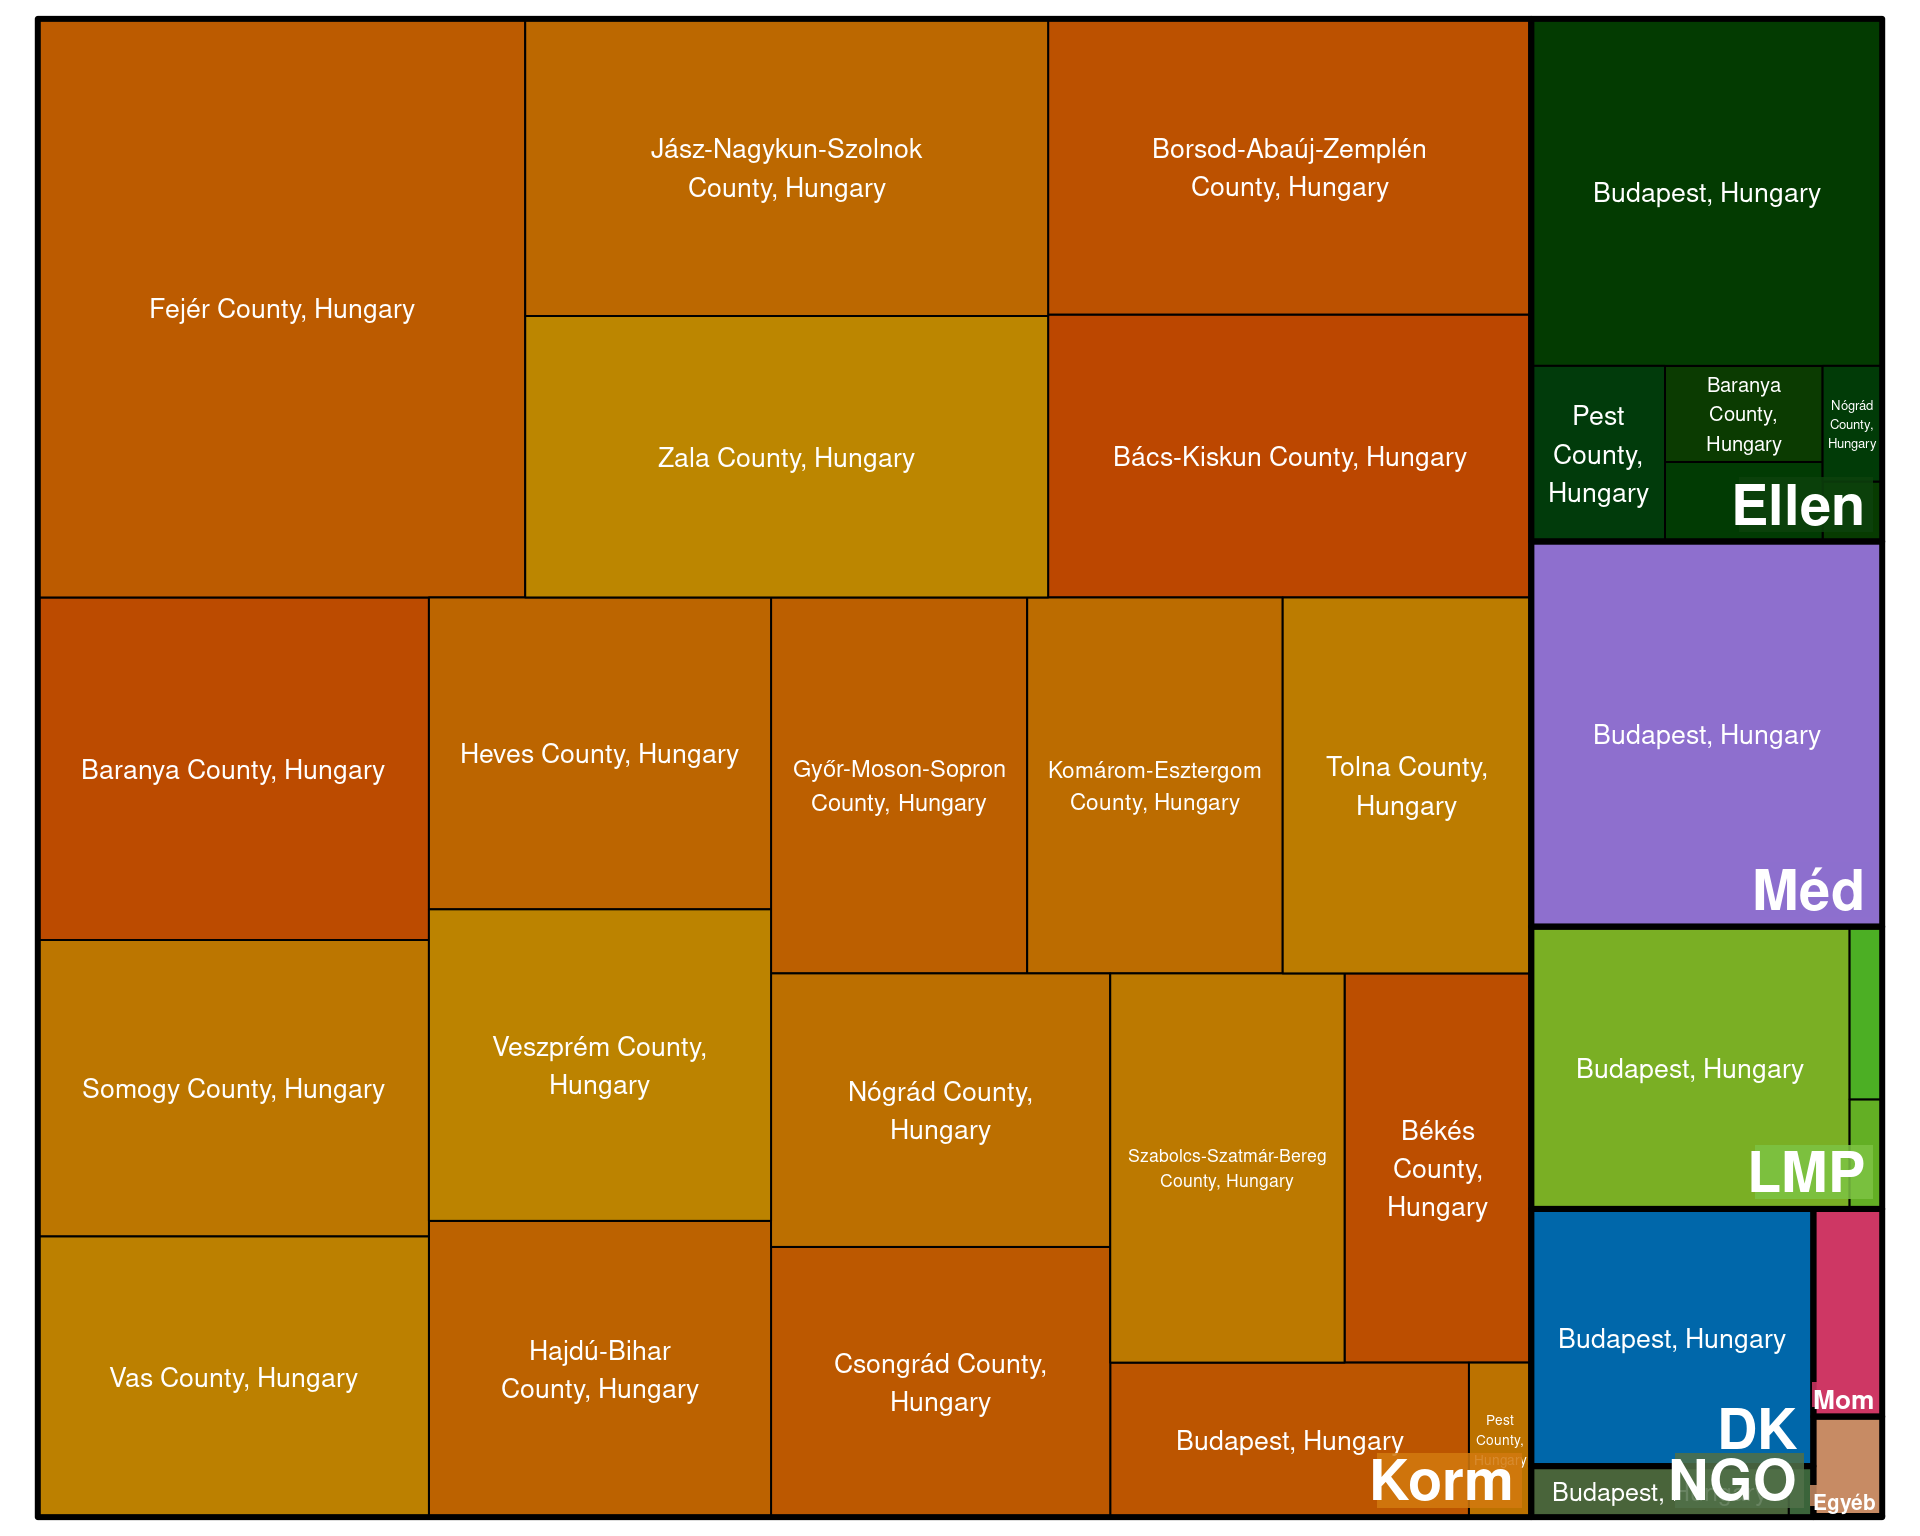 Fejér County, Hungary
Jász-Nagykun-Szolnok
County, Hungary
Borsod-Abaúj-Zemplén
County, Hungary
Zala County, Hungary
Bács-Kiskun County, Hungary
Baranya County, Hungary
Heves County, Hungary
Győr-Moson-Sopron
County, Hungary
Komárom-Esztergom
County, Hungary
Tolna County,
Hungary
Somogy County, Hungary
Veszprém County,
Hungary
Nógrád County,
Hungary
Szabolcs-Szatmár-Bereg
County, Hungary
Békés
County,
Hungary
Vas County, Hungary
Hajdú-Bihar
County, Hungary
Csongrád County,
Hungary
Budapest, Hungary
Pest
County,
Hungary
Korm
Budapest, Hungary
Pest
County,
Hungary
Baranya
County,
Hungary
Nógrád
County,
Hungary
Ellen
Budapest, Hungary
Méd
Budapest, Hungary
LMP
Budapest, Hungary
DK
Mom
Budapest, Hungary
NGO
Egyéb